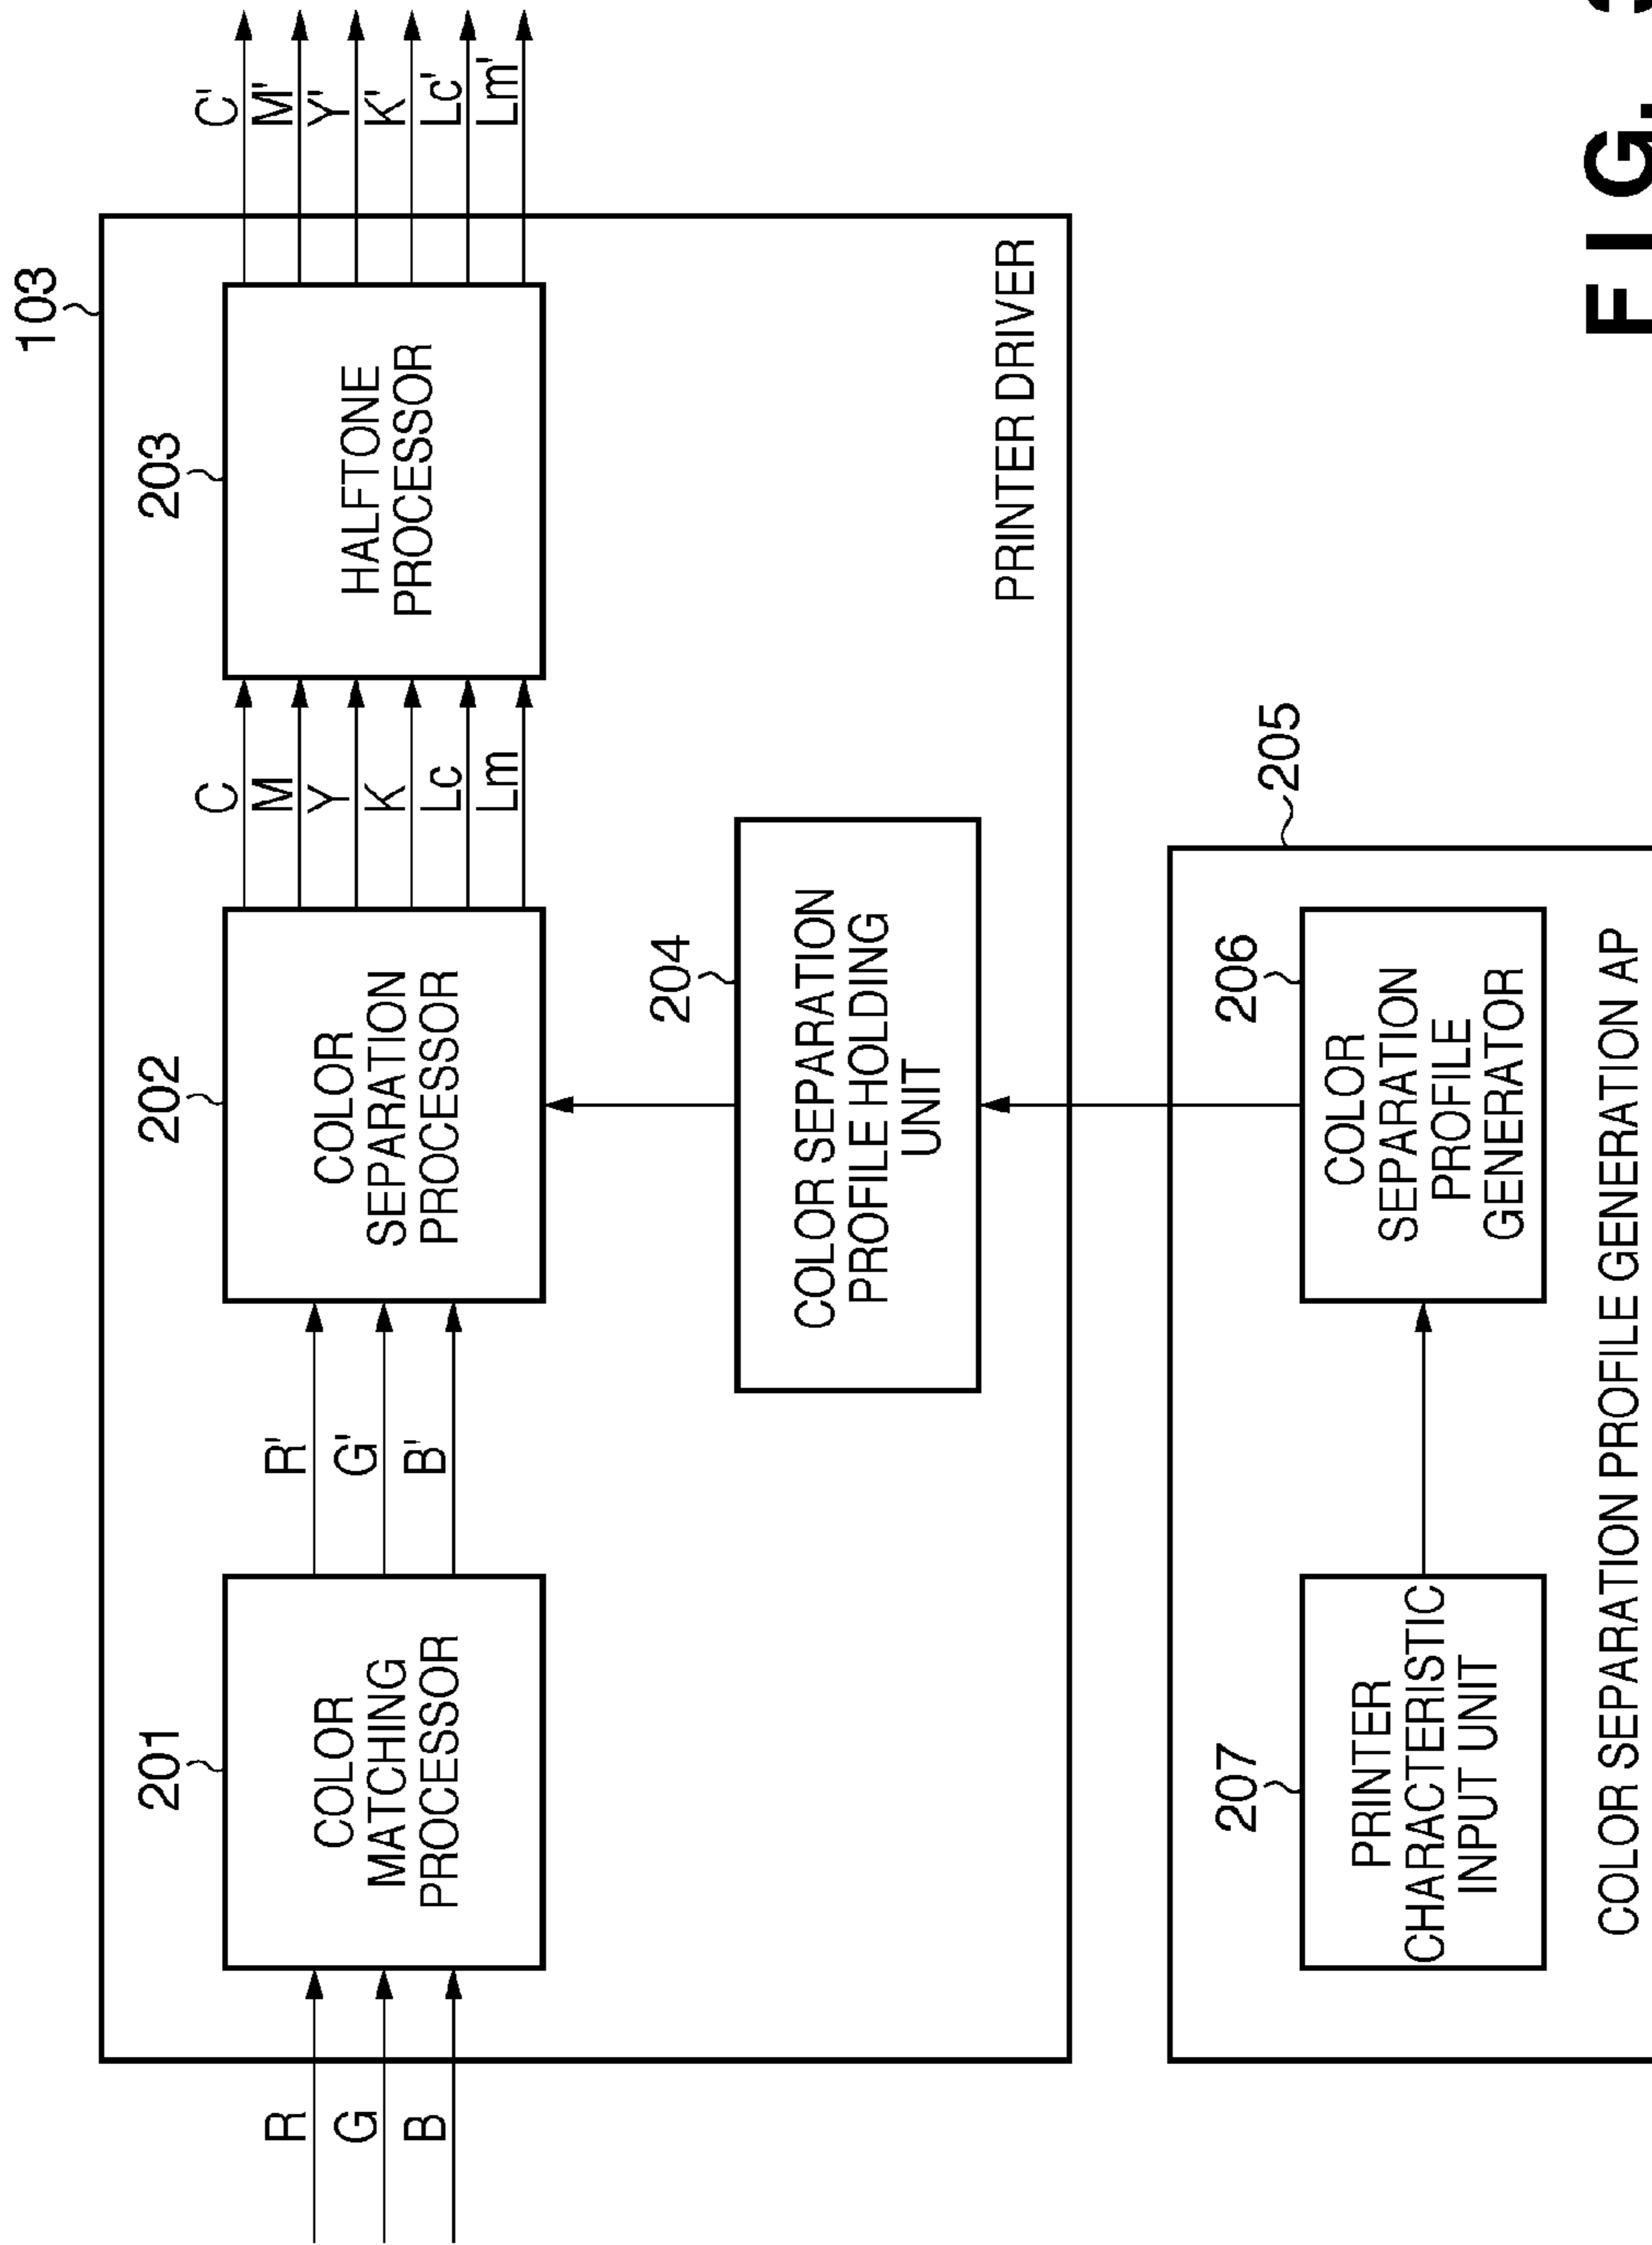 103
201
202
203
R
G
B
COLOR
MATCHING
PROCESSOR
R'
G'
B'
COLOR
SEPARATION
PROCESSOR
C
M
Y
K
Lc
Lm
HALFTONE
PROCESSOR
C'
M'
Y'
K'
Lc'
Lm'
204
COLOR SEPARATION
PROFILE HOLDING
UNIT
PRINTER DRIVER
205
207
206
PRINTER
CHARACTERISTIC
INPUT UNIT
COLOR
SEPARATION
PROFILE
GENERATOR
COLOR SEPARATION PROFILE GENERATION AP
FIG.